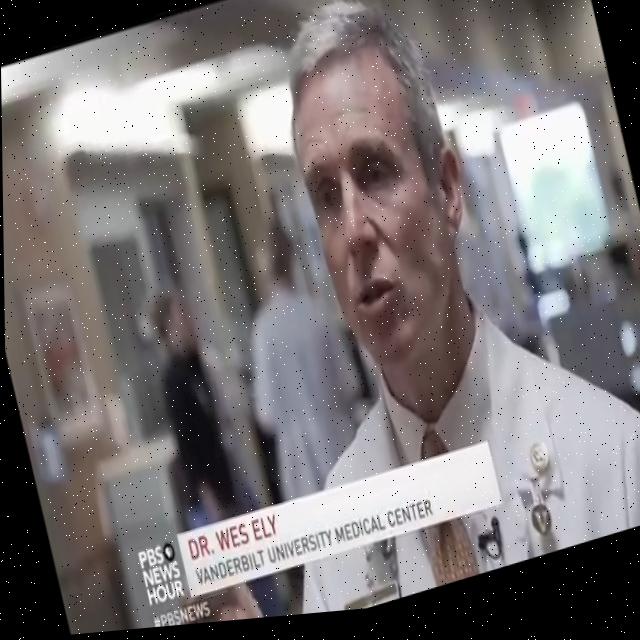 DR. WES ELY
VANDERBILT UNIVERSITY MEDICAL CENTER
PBS
NEWS
HOUR
#PBSNEWS